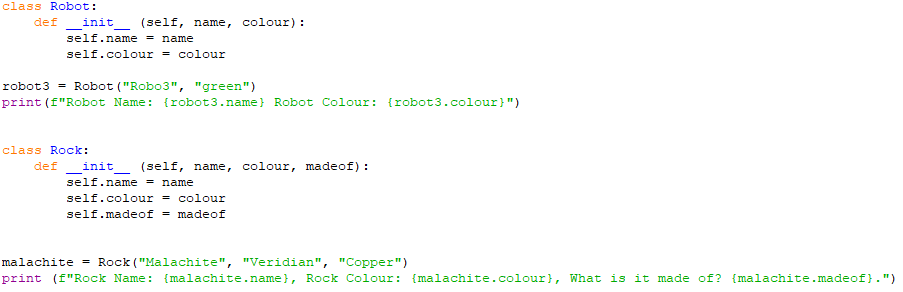 class Robot:
    def __init__ (self, name, colour):
        self.name = name
        self.colour = colour

robot3 = Robot("Robo3", "green")
print(f"Robot Name: {robot3.name} Robot Colour: {robot3.colour}")


class Rock:
    def __init__ (self, name, colour, madeof):
        self.name = name
        self.colour = colour
        self.madeof = madeof


malachite = Rock("Malachite", "Veridian", "Copper")
print (f"Rock Name: {malachite.name}, Rock Colour: {malachite.colour}, What is it made of? {malachite.madeof}.")